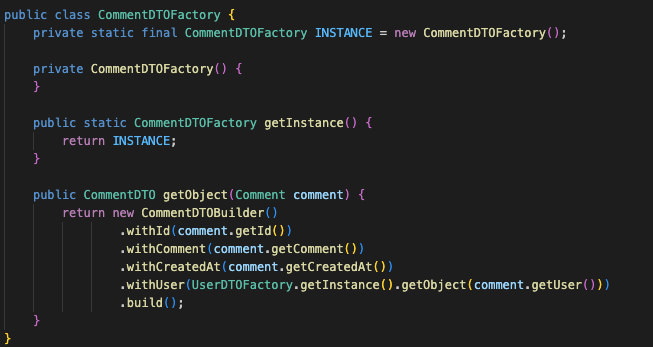 public class CommentDTOFactory {
    private static final CommentDTOFactory INSTANCE = new CommentDTOFactory();

    private CommentDTOFactory() {
    }

    public static CommentDTOFactory getInstance() {
        return INSTANCE;
    }

    public CommentDTO getObject(Comment comment) {
        return new CommentDTOBuilder()
                .withId(comment.getId())
                .withComment(comment.getComment())
                .withCreatedAt(comment.getCreatedAt())
                .withUser(UserDTOFactory.getInstance().getObject(comment.getUser()))
                .build();
    }
}